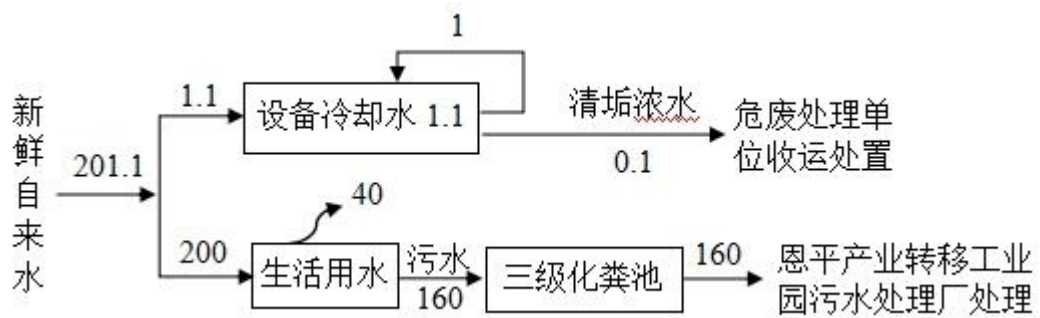 新鲜自来水
201.1
1.1
设备冷却水 1.1
1
清垢浓水
0.1
危废处理单
位收运处置
200
生活用水
40
污水
160
三级化粪池
160
恩平产业转移工业
园污水处理厂处理